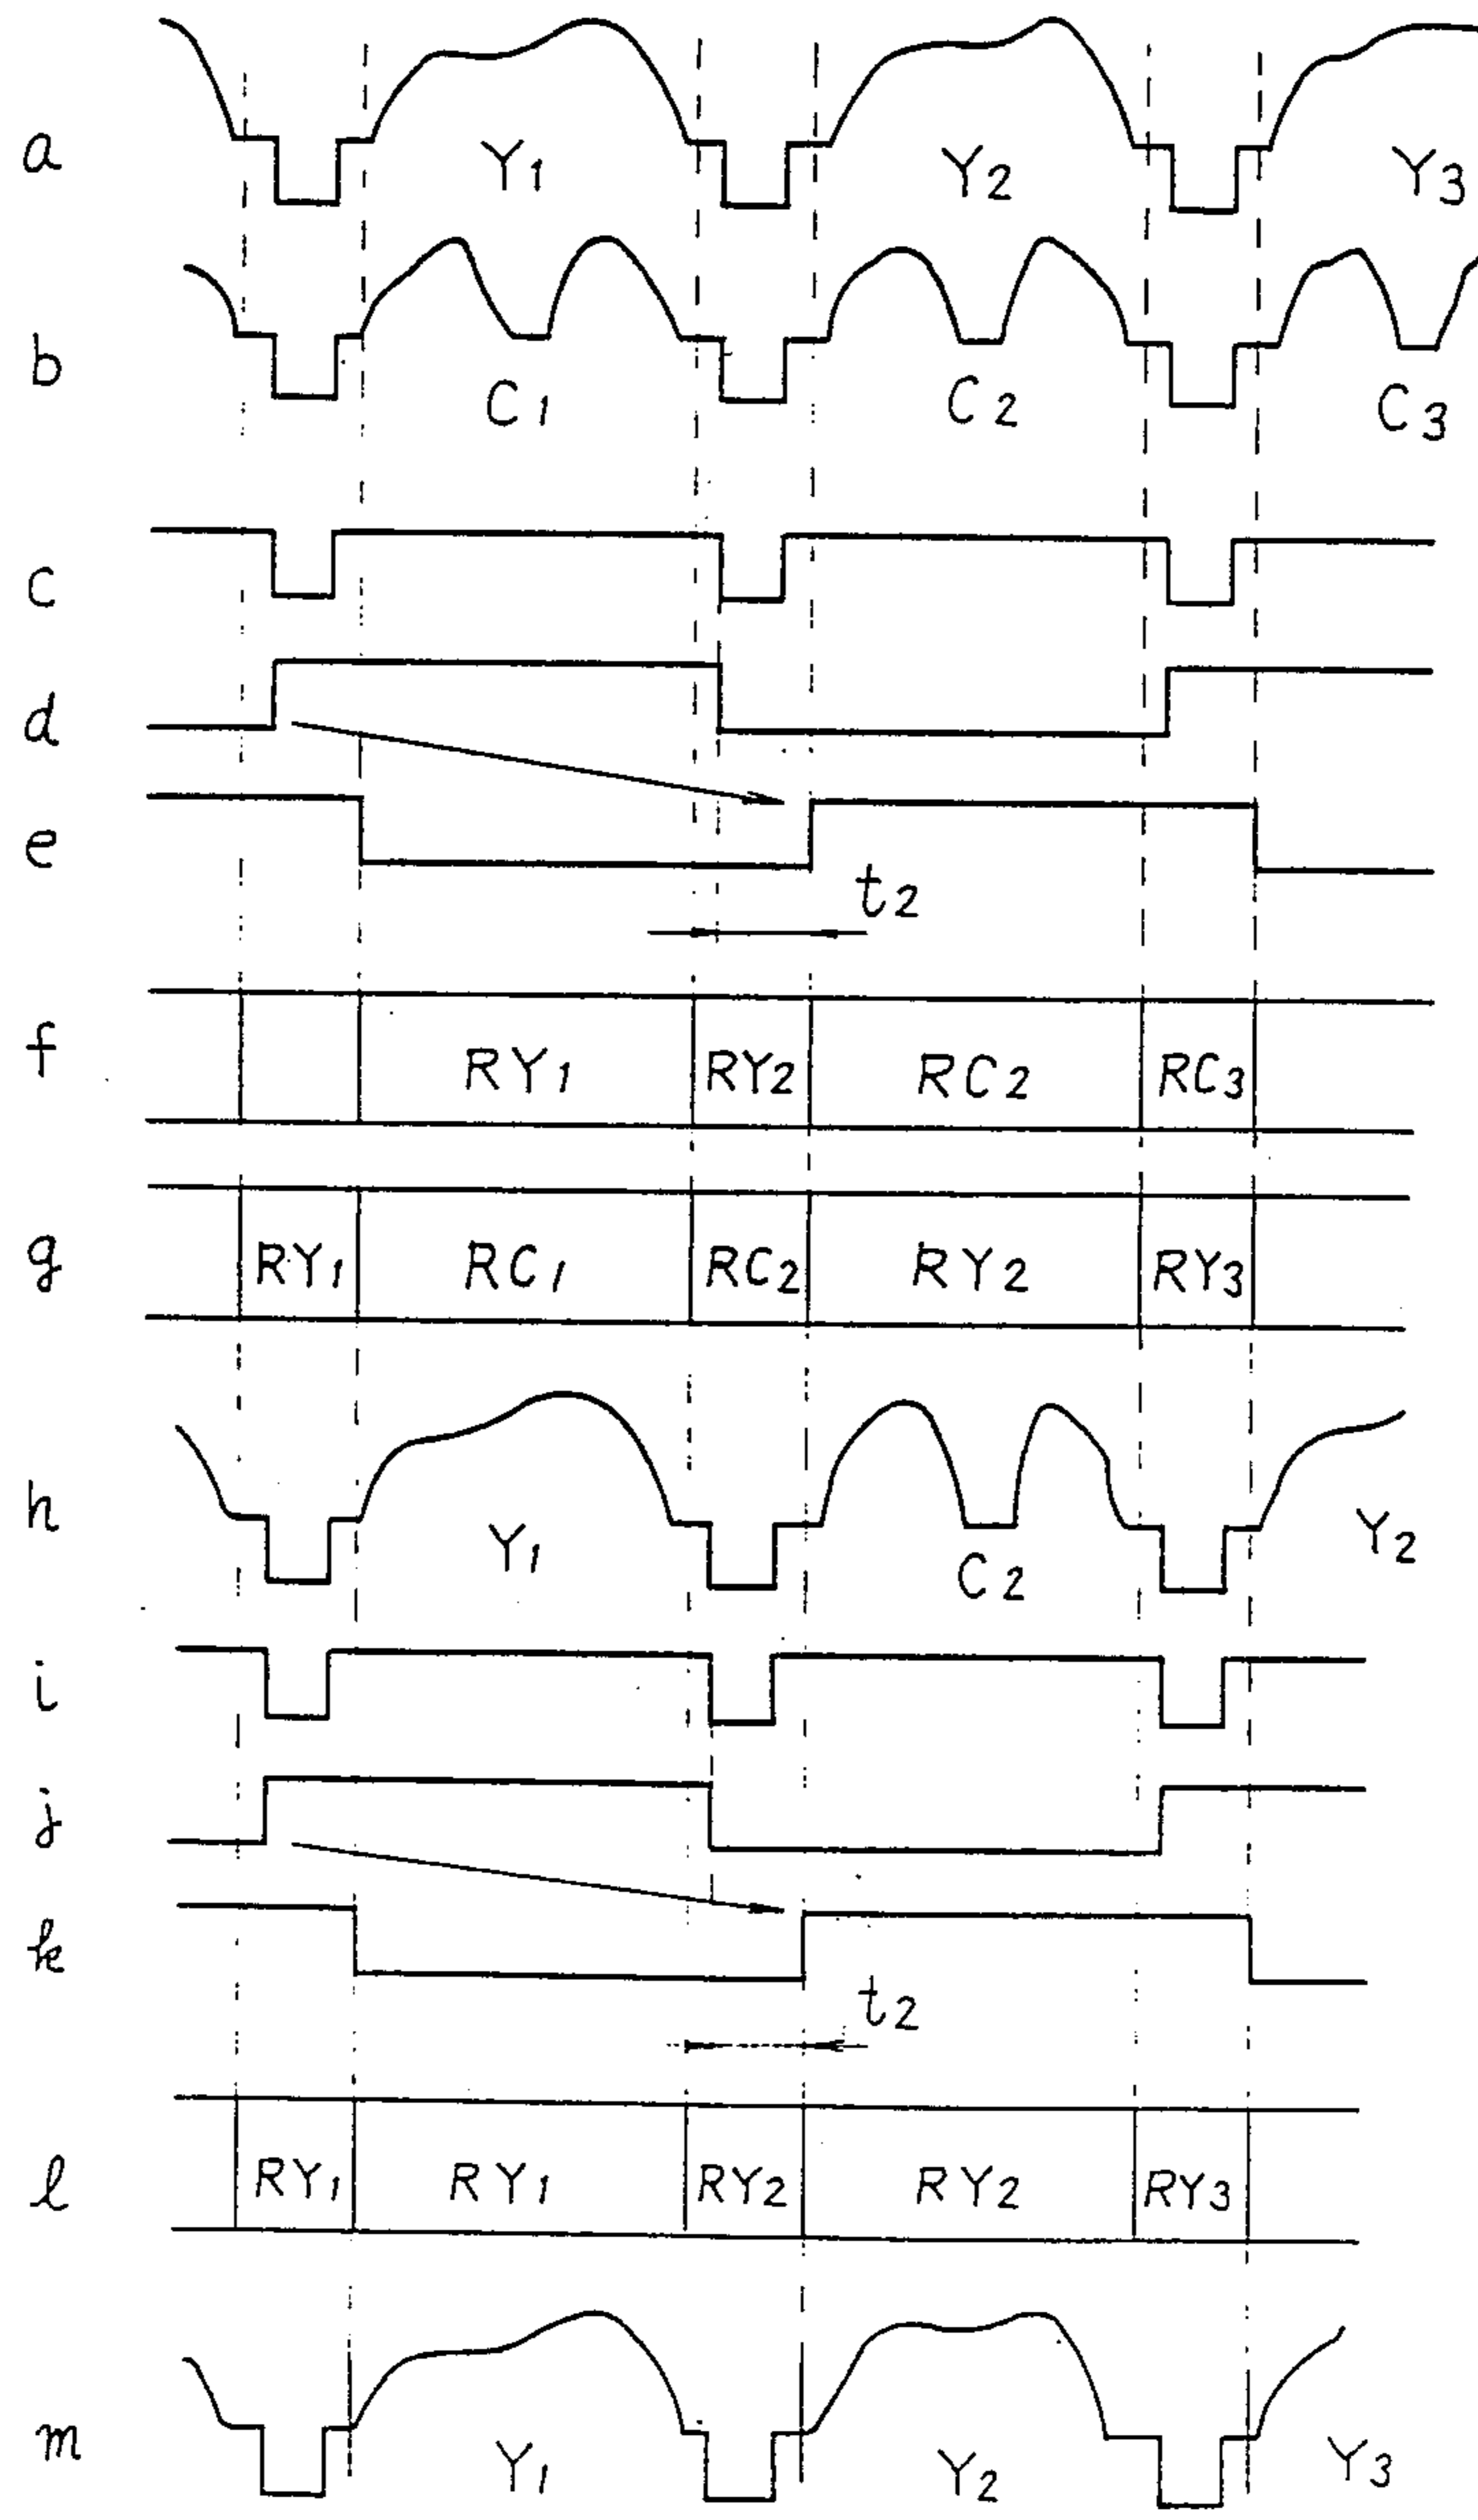 a Y1 Y2 Y3
b C1 C2 C3
c
d
e t2
f RY1 RY2 RC2 RC3
g RY1 RC1 RC2 RY2 RY3
h Y1 C2 Y2
i
j
k t2
l RY1 RY1 RY2 RY2 RY3
m Y1 Y2 Y3